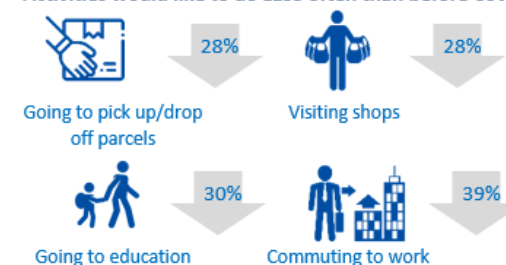 28%
28%
Going to pick up/drop
off parcels
Visiting shops
30%
39%
Going to education
Commuting to work